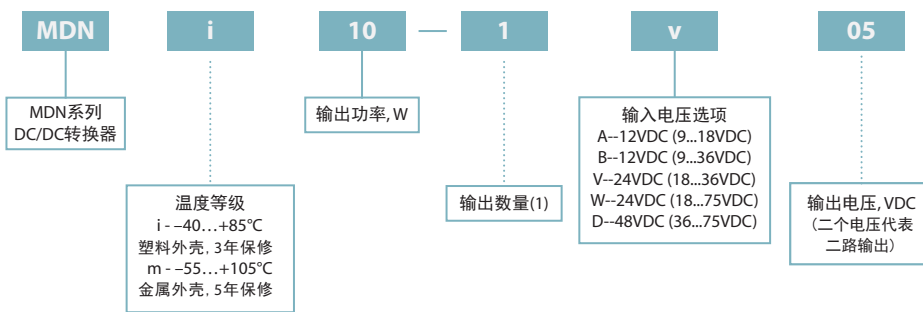 MDN i 10 — 1 v 05
MDN系列
DC/DC转换器
温度等级
i - –40…+85℃
塑料外壳, 3年保修
m - –55…+105℃
金属外壳, 5年保修
输出功率, W
输出数量(1)
输入电压选项
A--12VDC (9...18VDC)
B--12VDC (9...36VDC)
V--24VDC (18...36VDC)
W--24VDC (18...75VDC)
D--48VDC (36...75VDC)
输出电压, VDC
(二个电压代表
二路输出)